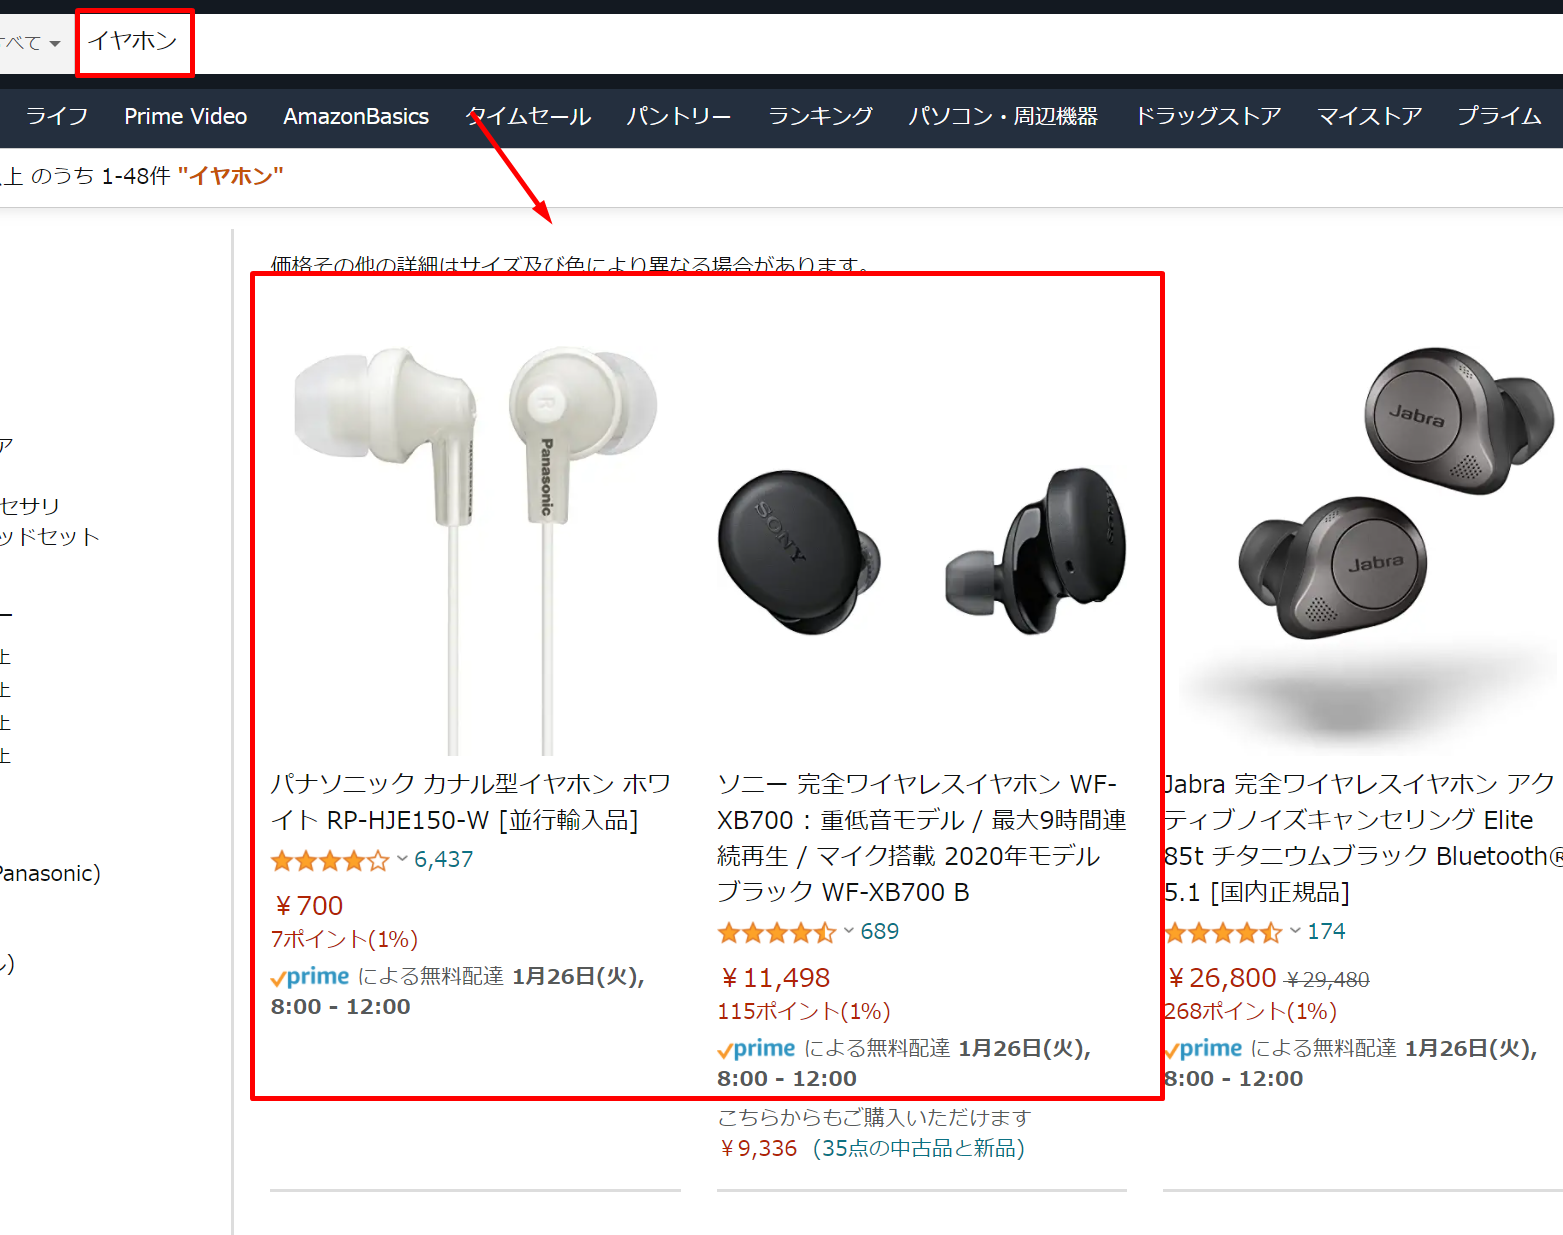 すべて イヤホン
ライフ Prime Video AmazonBasics タイムセール パントリー ランキング パソコン・周辺機器 ドラッグストア マイストア プライム
上 のうち 1-48件 "イヤホン"
価格その他の詳細はサイズ及び色により異なる場合があります。
ア
セサリ
ッドセット
ー
上
上
上
上
Panasonic)
ル)
R
Panasonic
Panasonic
SONY
SONY
Jabra
Jabra
パナソニック カナル型イヤホン ホワ
イト RP-HJE150-W [並行輸入品]
6,437
¥700
7ポイント(1%)
prime による無料配達 1月26日(火),
8:00 - 12:00
ソニー 完全ワイヤレスイヤホン WF-
XB700 : 重低音モデル / 最大9時間連
続再生 / マイク搭載 2020年モデル
ブラック WF-XB700 B
689
¥11,498
115ポイント(1%)
prime による無料配達 1月26日(火),
8:00 - 12:00
こちらからもご購入いただけます
¥9,336 (35点の中古品と新品)
Jabra 完全ワイヤレスイヤホン アク
ティブノイズキャンセリング Elite
85t チタニウムブラック Bluetooth®
5.1 [国内正規品]
174
¥26,800 ¥29,480
268ポイント(1%)
prime による無料配達 1月26日(火),
8:00 - 12:00